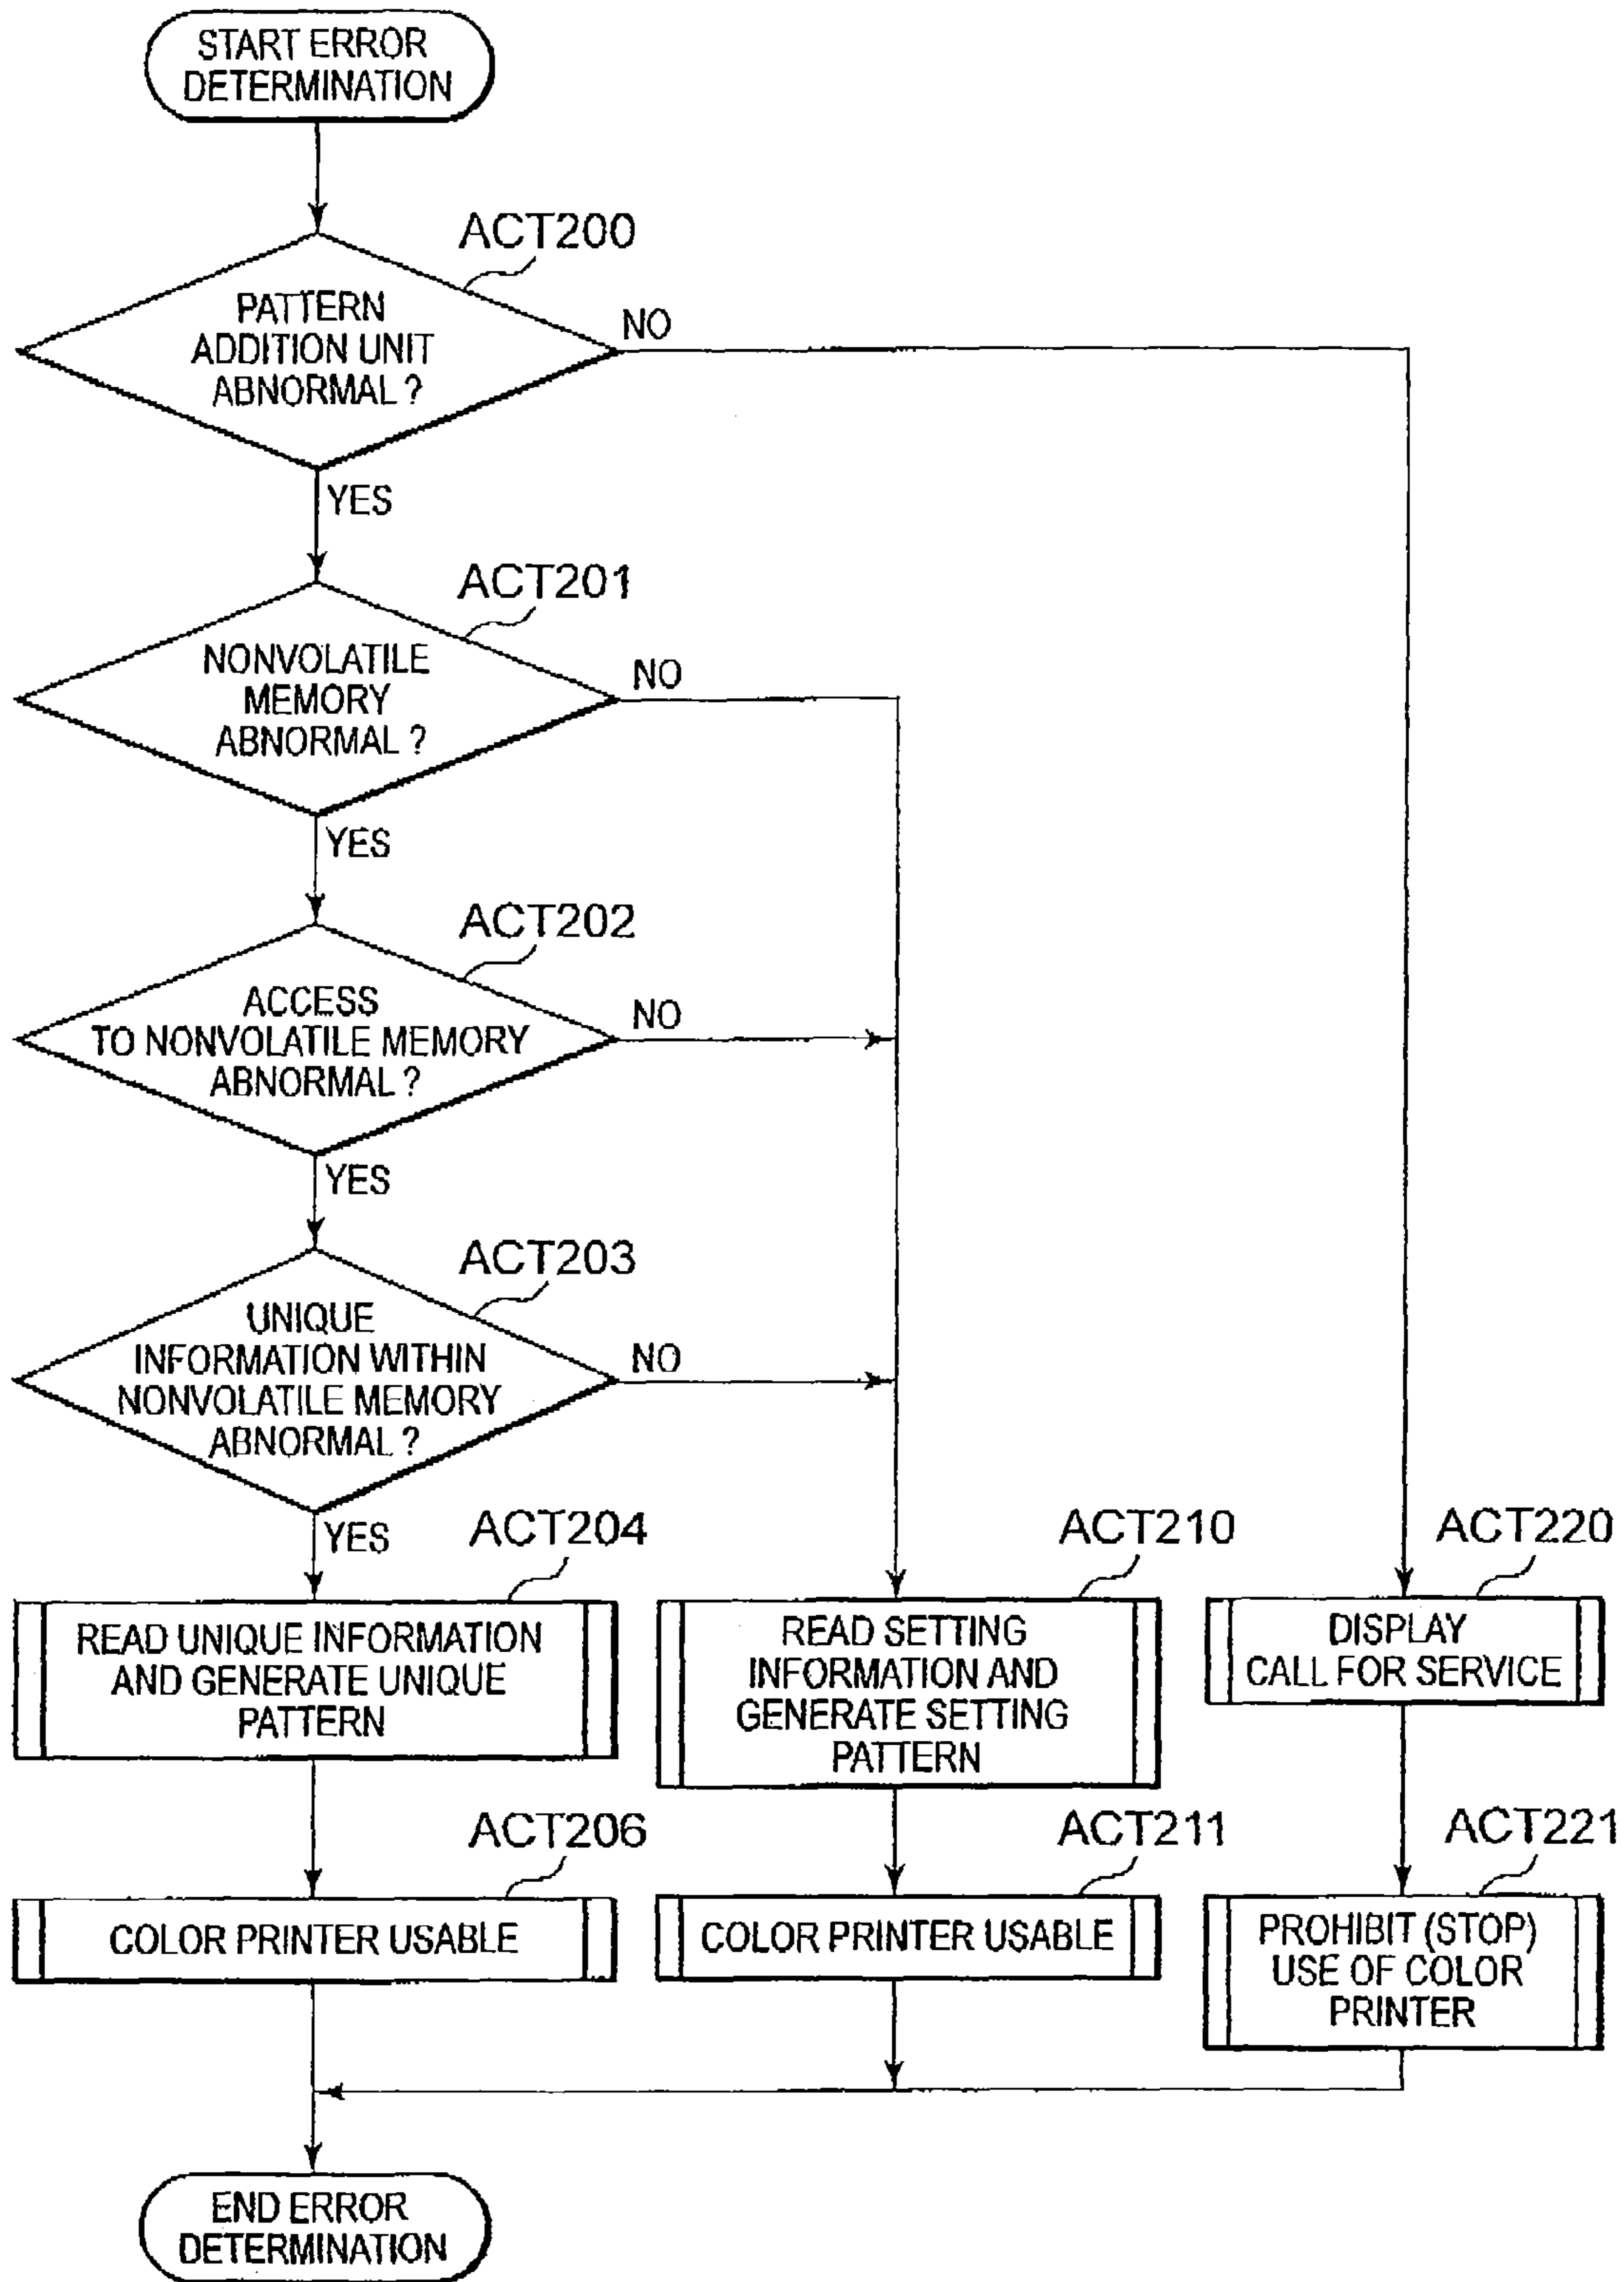 START ERROR
DETERMINATION
ACT200
PATTERN
ADDITION UNIT
ABNORMAL ?
NO
YES
ACT201
NONVOLATILE
MEMORY
ABNORMAL ?
NO
YES
ACT202
ACCESS
TO NONVOLATILE MEMORY
ABNORMAL ?
NO
YES
ACT203
UNIQUE
INFORMATION WITHIN
NONVOLATILE MEMORY
ABNORMAL ?
NO
YES
ACT204
READ UNIQUE INFORMATION
AND GENERATE UNIQUE
PATTERN
ACT210
READ SETTING
INFORMATION AND
GENERATE SETTING
PATTERN
ACT220
DISPLAY
CALL FOR SERVICE
ACT206
COLOR PRINTER USABLE
ACT211
COLOR PRINTER USABLE
ACT221
PROHIBIT (STOP)
USE OF COLOR
PRINTER
END ERROR
DETERMINATION